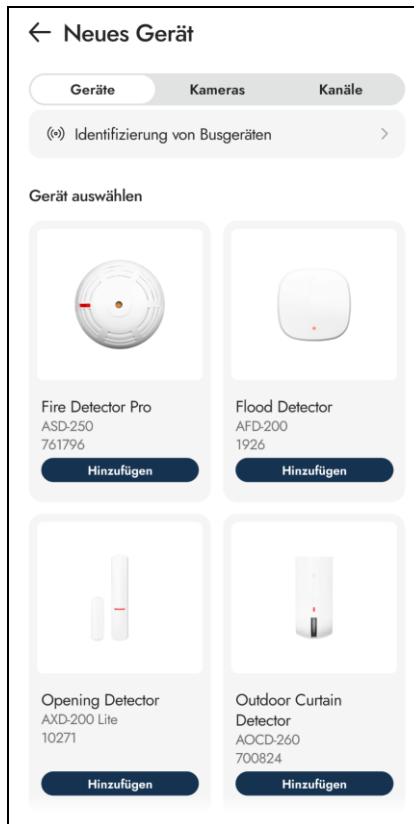 Neues Gerät
Geräte
Kameras
Kanäle
Identifizierung von Busgeräten
Gerät auswählen
Fire Detector Pro
ASD-250
761796
Hinzufügen
Flood Detector
AFD-200
1926
Hinzufügen
Opening Detector
AXD-200 Lite
10271
Hinzufügen
Outdoor Curtain
Detector
AOCD-260
700824
Hinzufügen